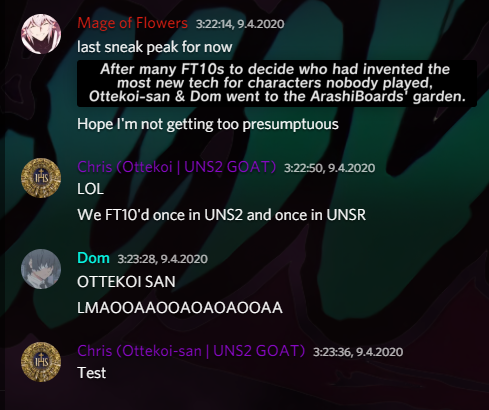 Mage of Flowers 3:22:14, 9.4.2020
last sneak peak for now
After many FT10s to decide who had invented the
most new tech for characters nobody played,
Ottekoi-san & Dom went to the ArashiBoards' garden.
Hope I'm not getting too presumptuous
Chris (Ottekoi | UNS2 GOAT) 3:22:50, 9.4.2020
LOL
We FT10'd once in UNS2 and once in UNSR
Dom 3:23:28, 9.4.2020
OTTEKOI SAN
LMAOOAAOOAOAOAOOAA
Chris (Ottekoi-san | UNS2 GOAT) 3:23:36, 9.4.2020
Test